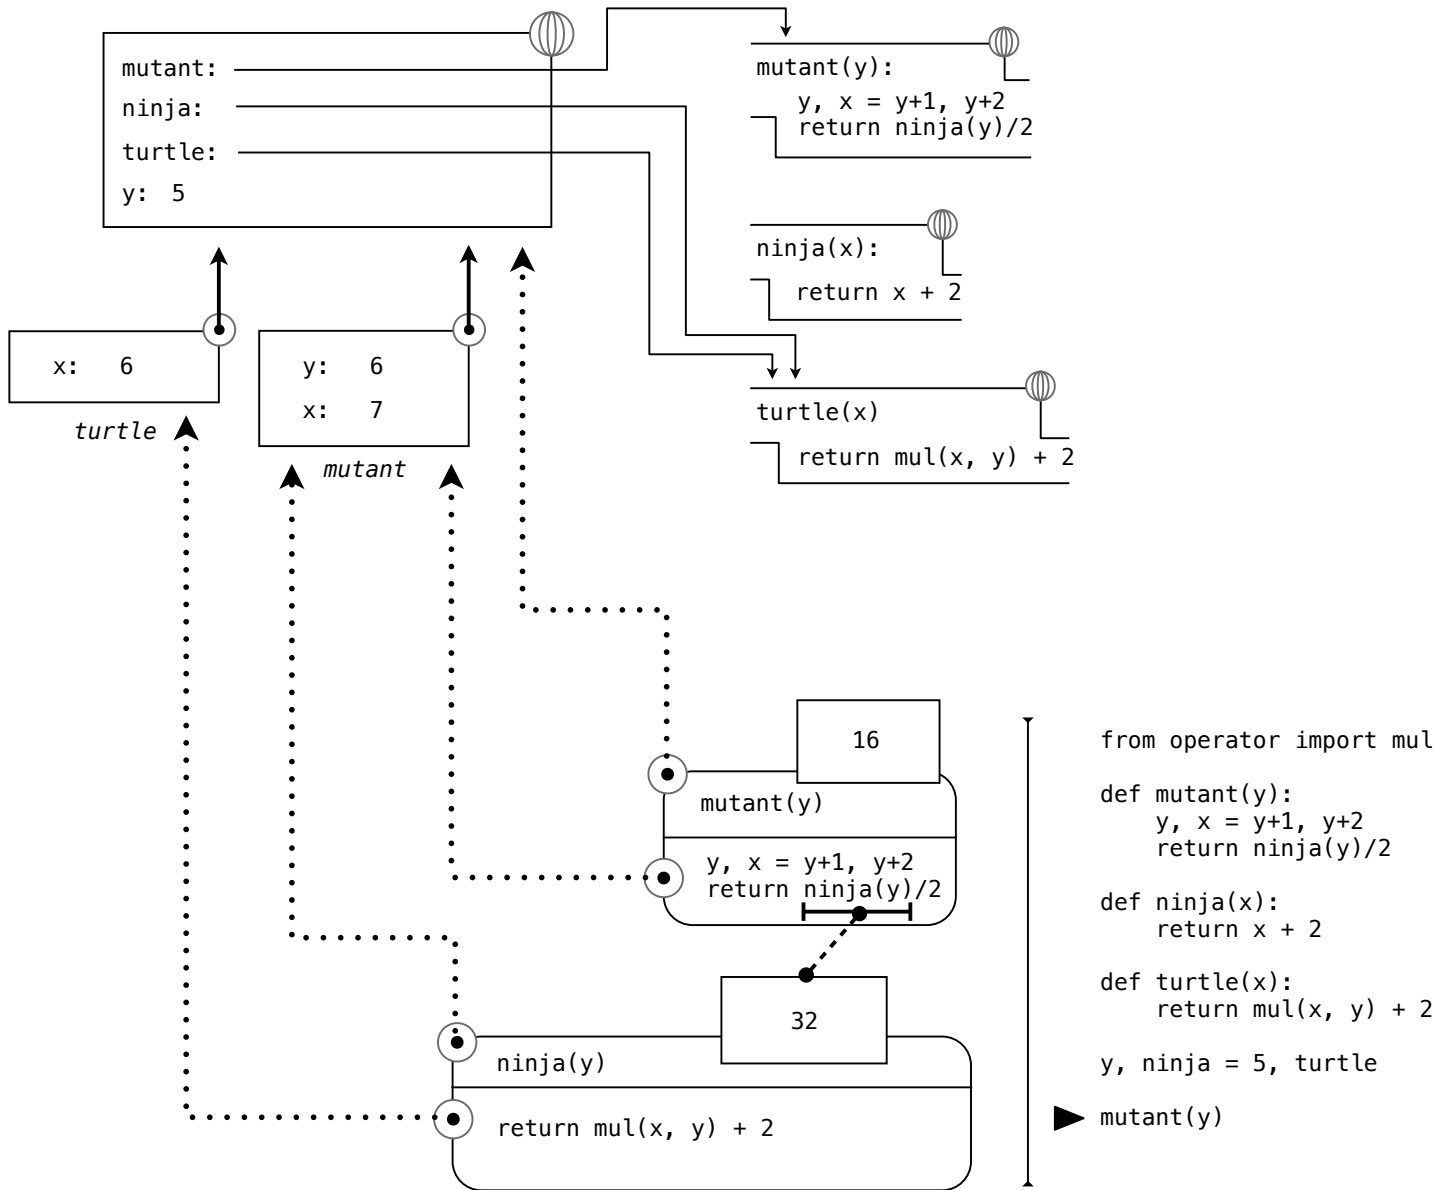 mutant:
ninja:
turtle:
y: 5
mutant(y):
y, x = y+1, y+2
return ninja(y)/2
ninja(x):
return x + 2
x: 6
turtle
y: 6
x: 7
mutant
turtle(x)
return mul(x, y) + 2
16
mutant(y)
y, x = y+1, y+2
return ninja(y)/2
32
ninja(y)
return mul(x, y) + 2
from operator import mul
def mutant(y):
y, x = y+1, y+2
return ninja(y)/2
def ninja(x):
return x + 2
def turtle(x):
return mul(x, y) + 2
y, ninja = 5, turtle
mutant(y)